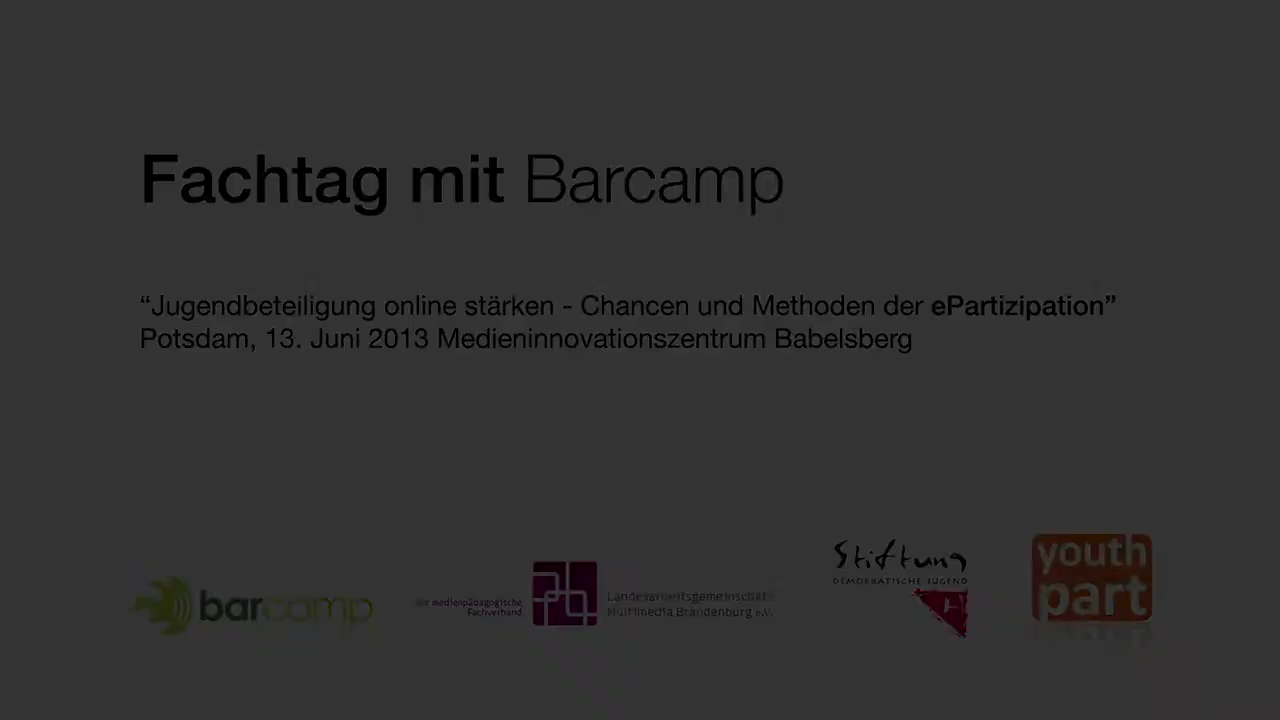 Fachtag mit Barcamp
“Jugendbeteiligung online stärken - Chancen und Methoden der ePartizipation”
Potsdam, 13. Juni 2013 Medieninnovationszentrum Babelsberg
barcamp
der medienpädagogische
Fachverband
Landesarbeitsgemeinschaft
Multimedia Brandenburg e.V.
Stiftung
DEMOKRATISCHE JUGEND
youth
part